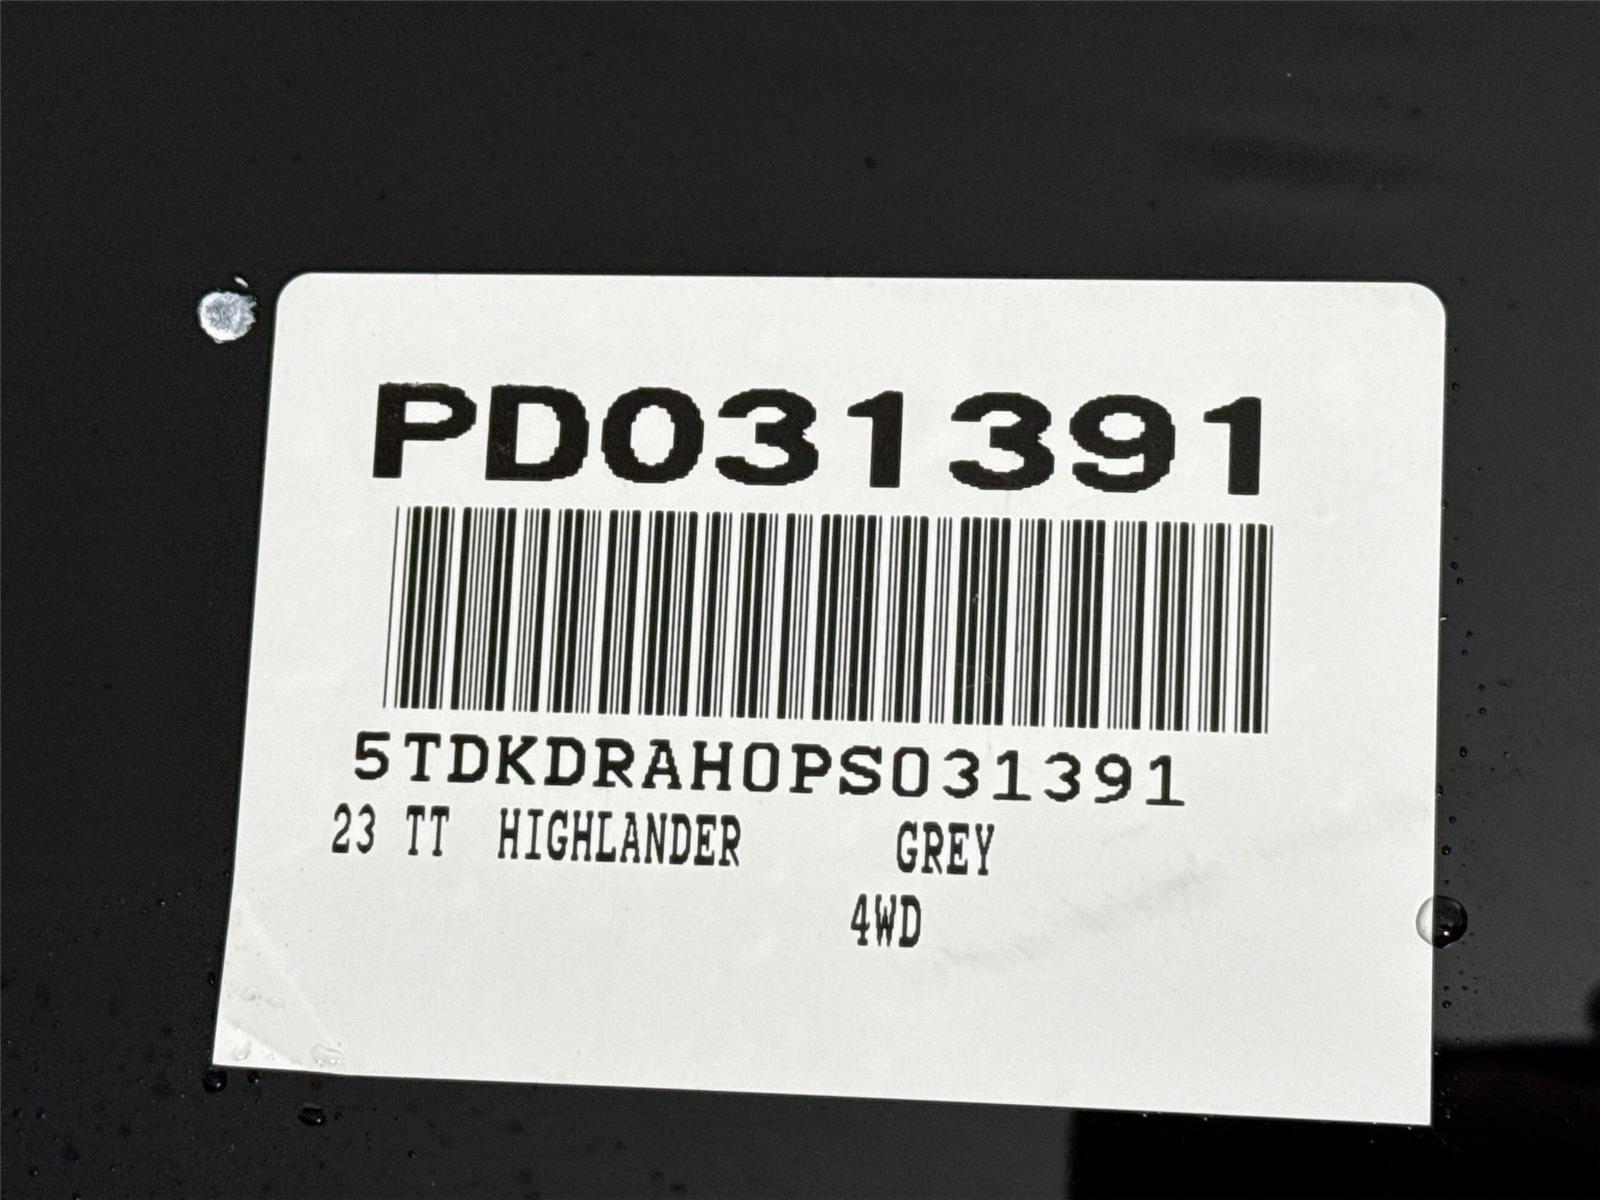 PD031391
5TDKDRAH0PS031391
23 TT HIGHLANDER GREY
4WD